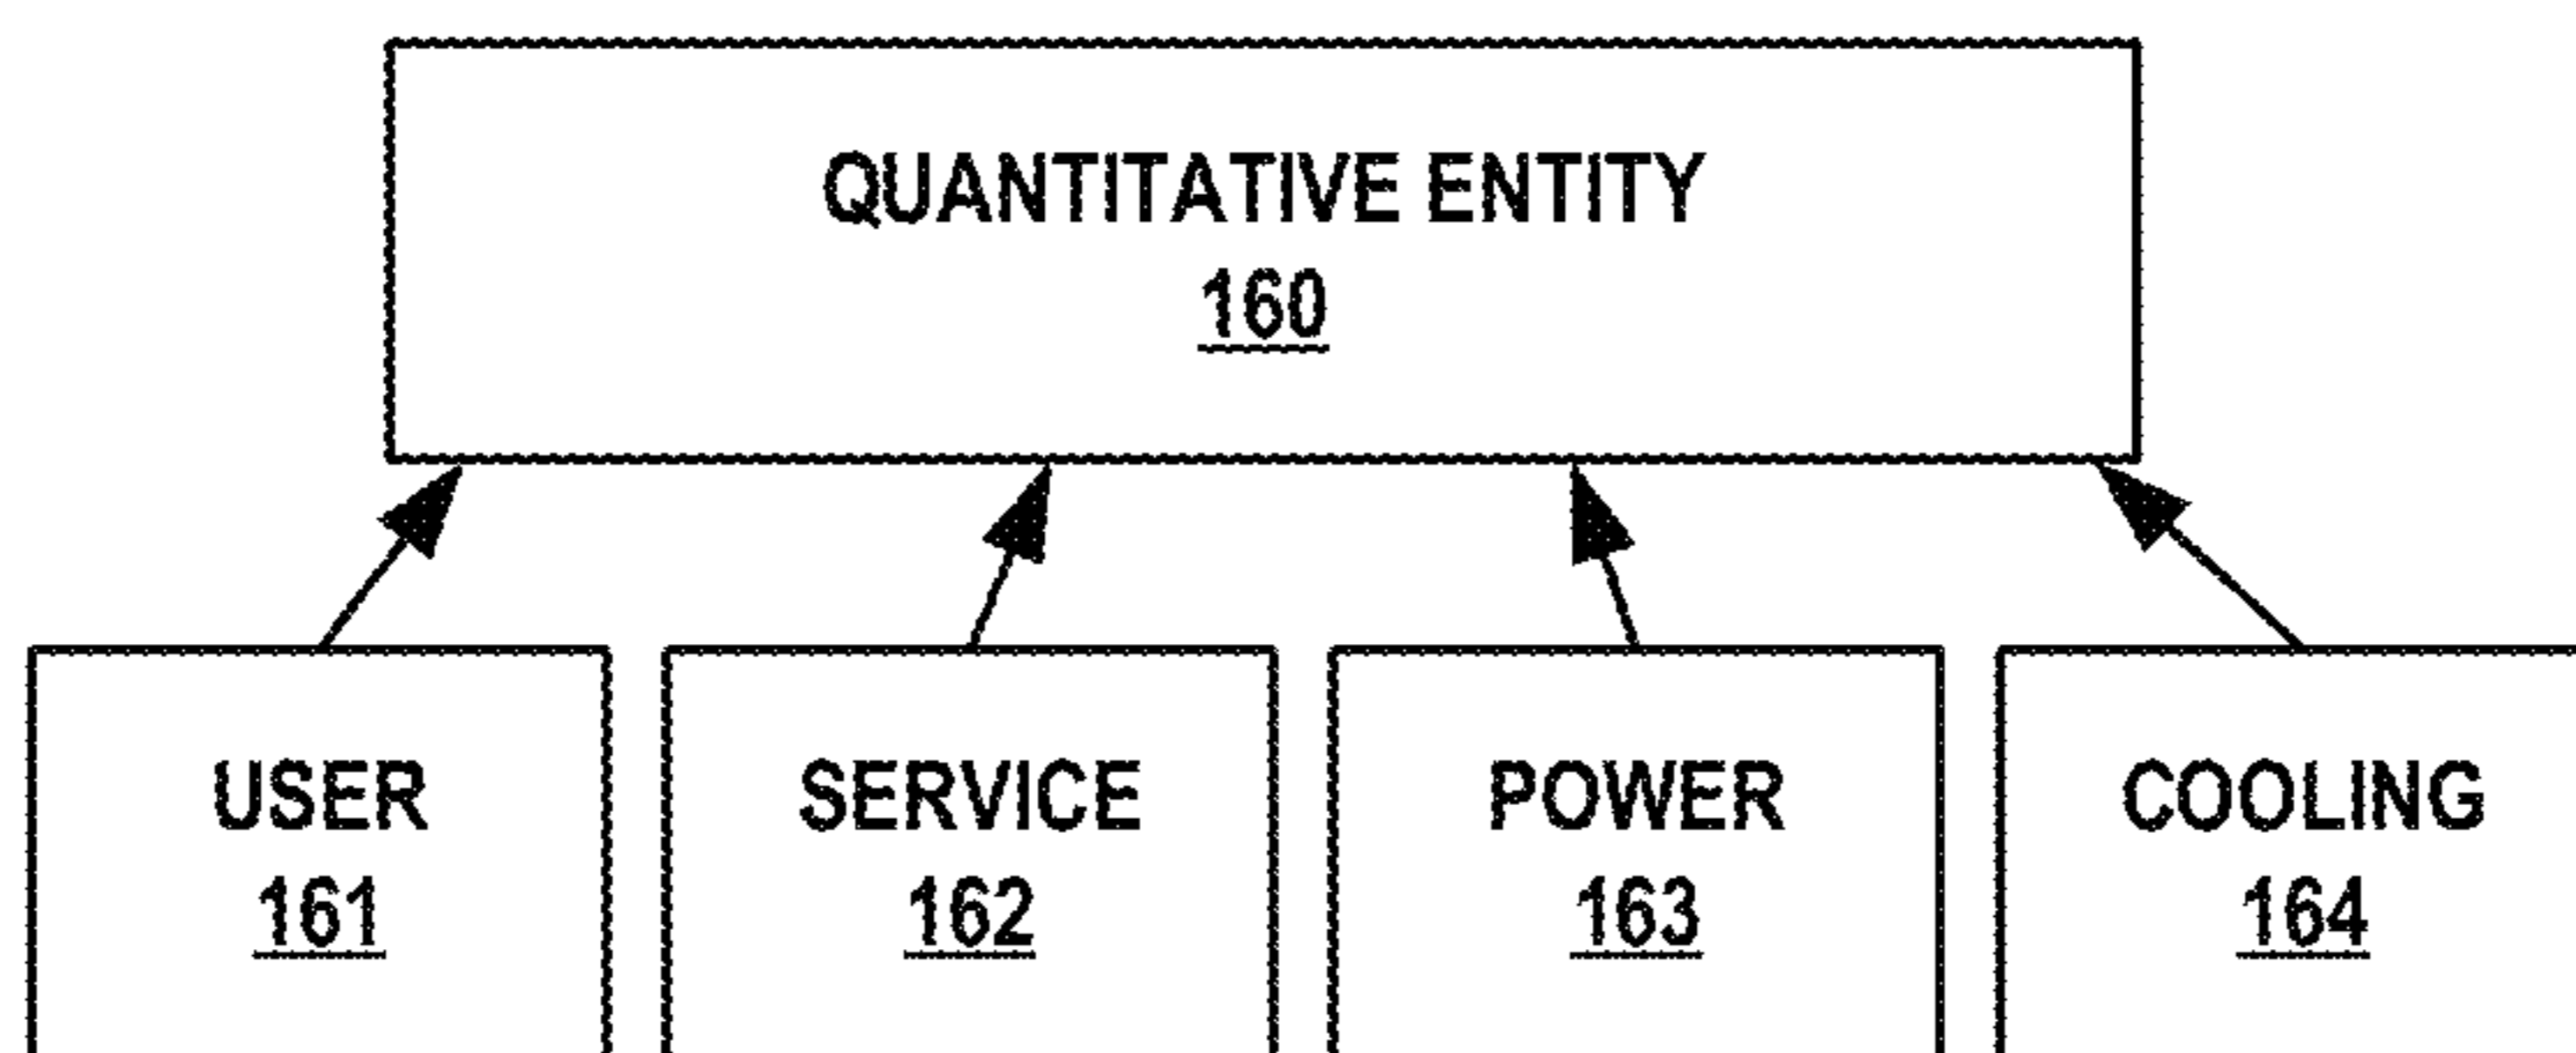 QUANTITATIVE ENTITY
160
USER
161
SERVICE
162
POWER
163
COOLING
164